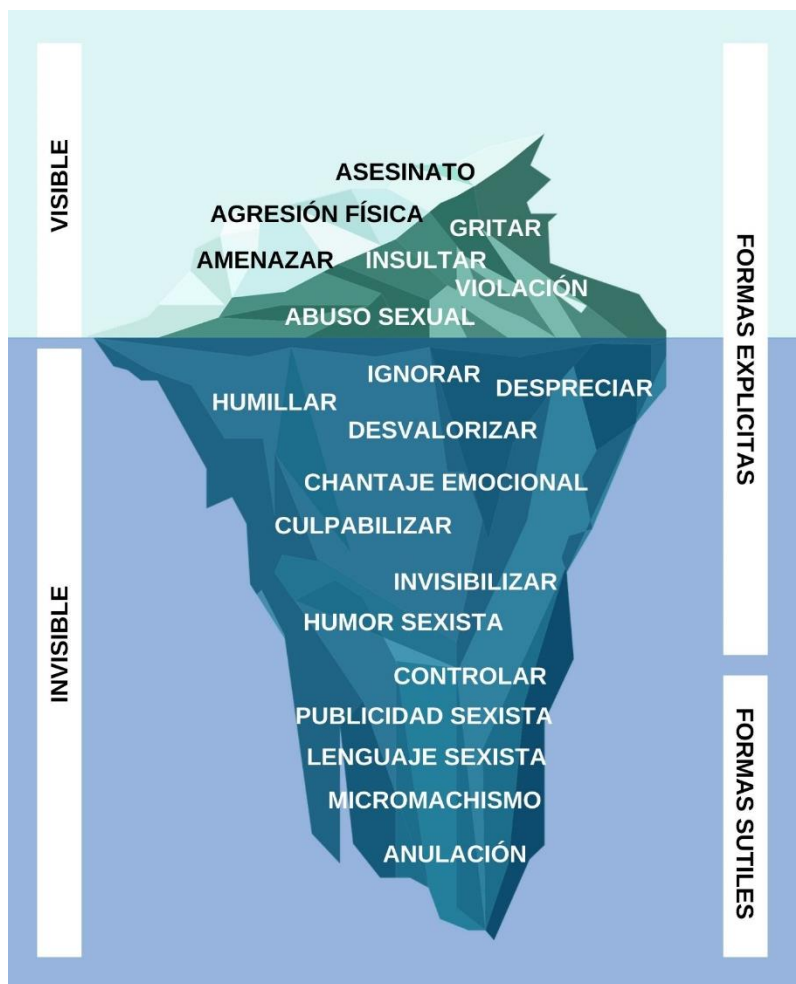 VISIBLE
ASESINATO
AGRESIÓN FÍSICA
GRITAR
AMENAZAR
INSULTAR
VIOLACIÓN
ABUSO SEXUAL
FORMAS EXPLICITAS
INVISIBLE
IGNORAR
DESPRECIAR
HUMILLAR
DESVALORIZAR
CHANTAJE EMOCIONAL
CULPABILIZAR
INVISIBILIZAR
HUMOR SEXISTA
CONTROLAR
PUBLICIDAD SEXISTA
LENGUAJE SEXISTA
MICROMACHISMO
ANULACIÓN
FORMAS SUTILES